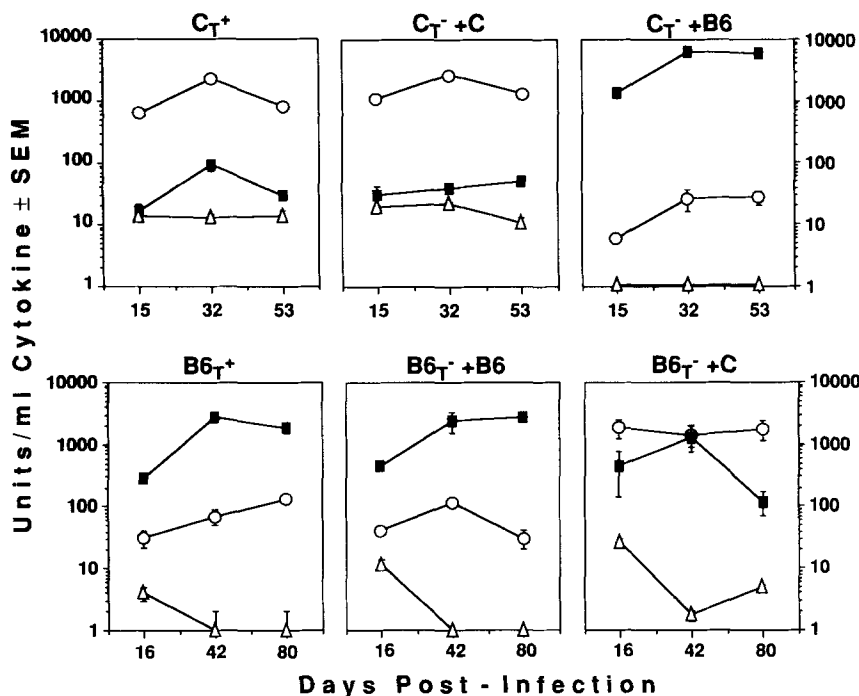 C_T^+ C_T^- +C C_T^- +B6
10000 10000
1000 1000
100 100
10 10
1 1
15 32 53 15 32 53 15 32 53
B6_T^+ B6_T^- +B6 B6_T^- +C
10000 10000
1000 1000
100 100
10 10
1 1
16 42 80 16 42 80 16 42 80
Units/ml Cytokine ± SEM
Days Post-Infection